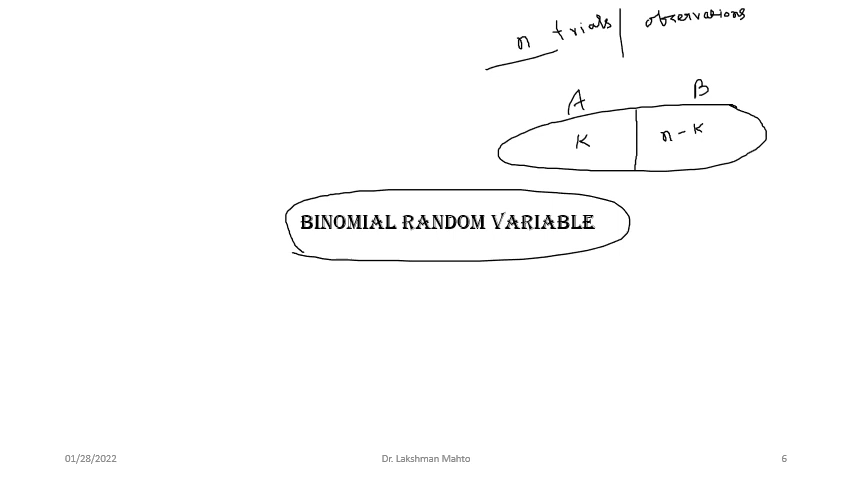 n trials | observations
A B
K n - K
BINOMIAL RANDOM VARIABLE
01/28/2022 Dr. Lakshman Mahto 6